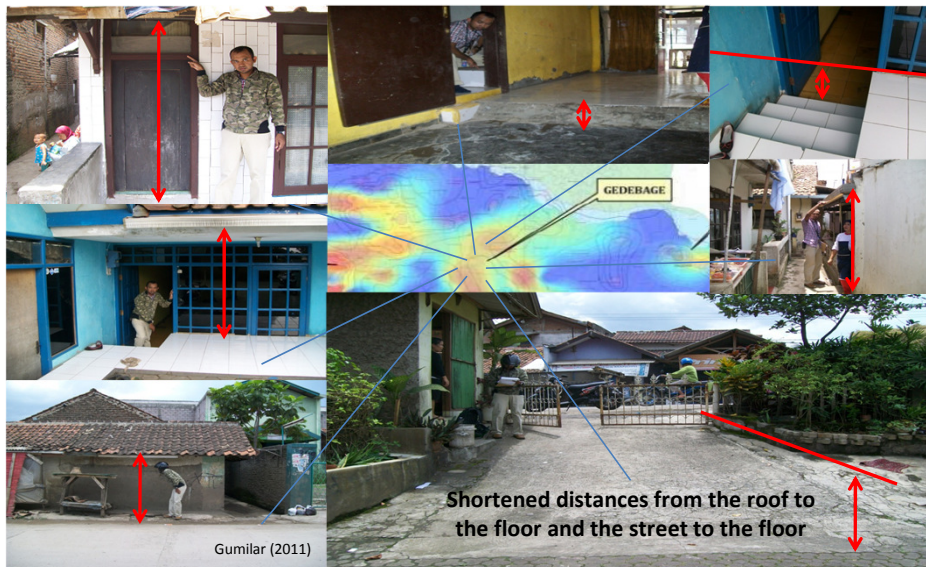 GEDEBAGE
Shortened distances from the roof to
the floor and the street to the floor
Gumilar (2011)